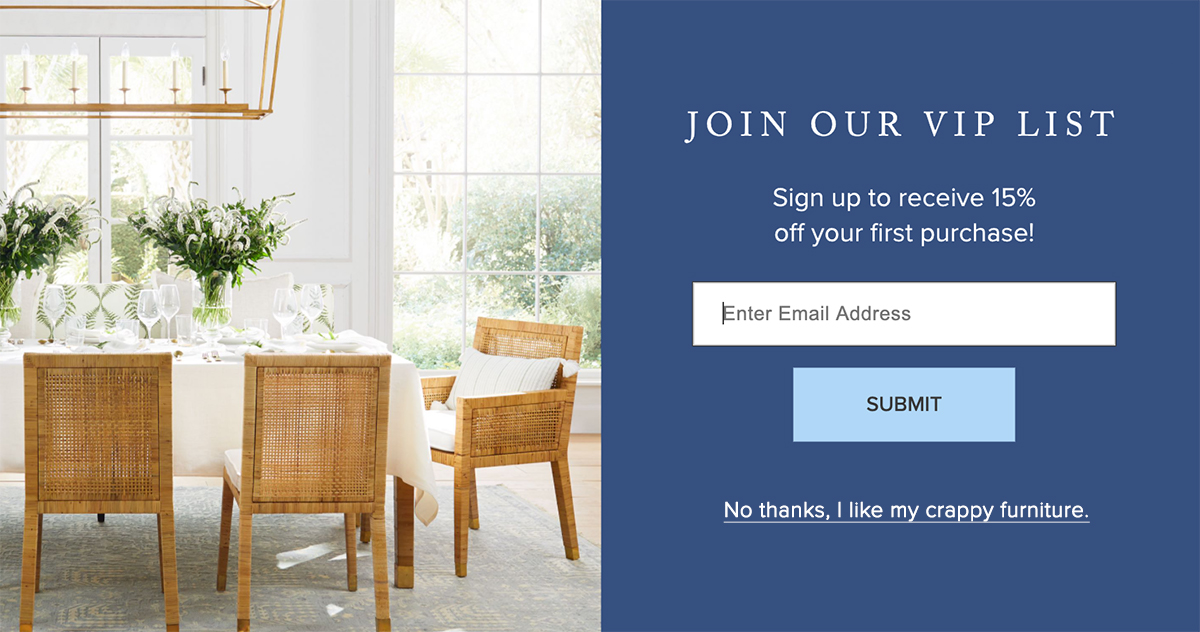 JOIN OUR VIP LIST
Sign up to receive 15%
off your first purchase!
Enter Email Address
SUBMIT
No thanks, I like my crappy furniture.